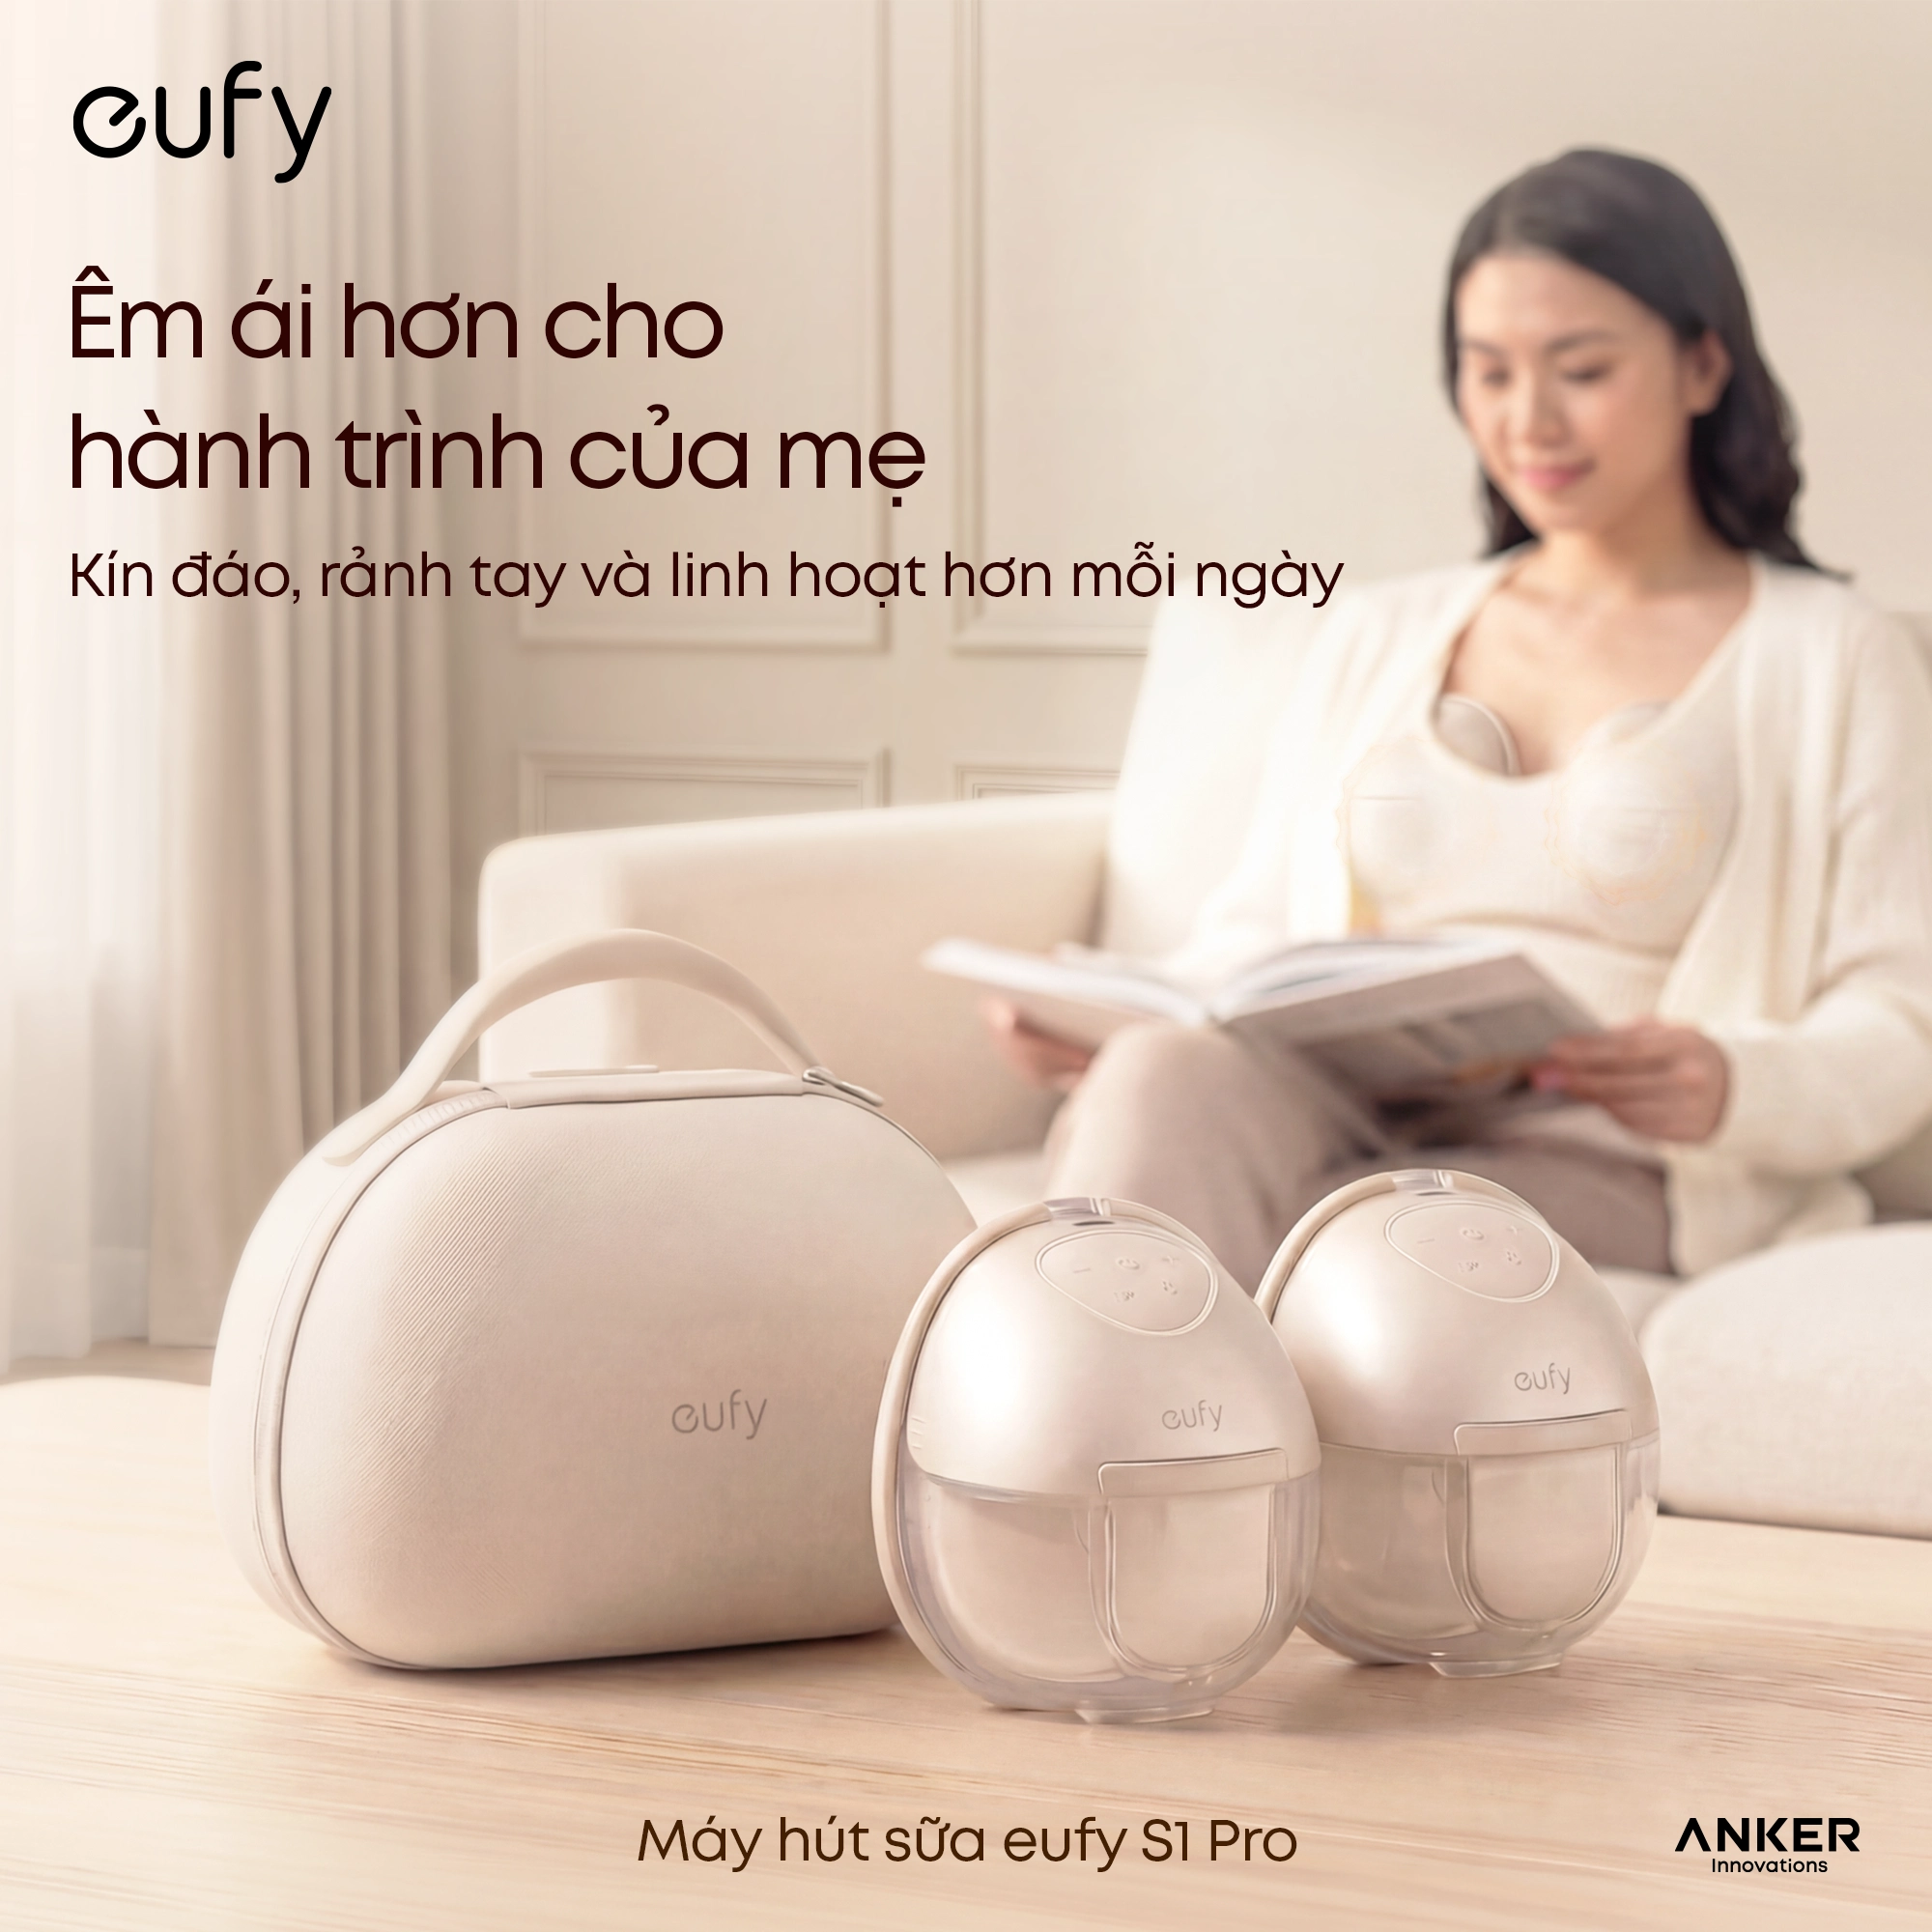 eufy
Êm ái hơn cho
hành trình của mẹ
Kín đáo, rảnh tay và linh hoạt hơn mỗi ngày
eufy
eufy
eufy
Máy hút sữa eufy S1 Pro
ANKER
Innovations